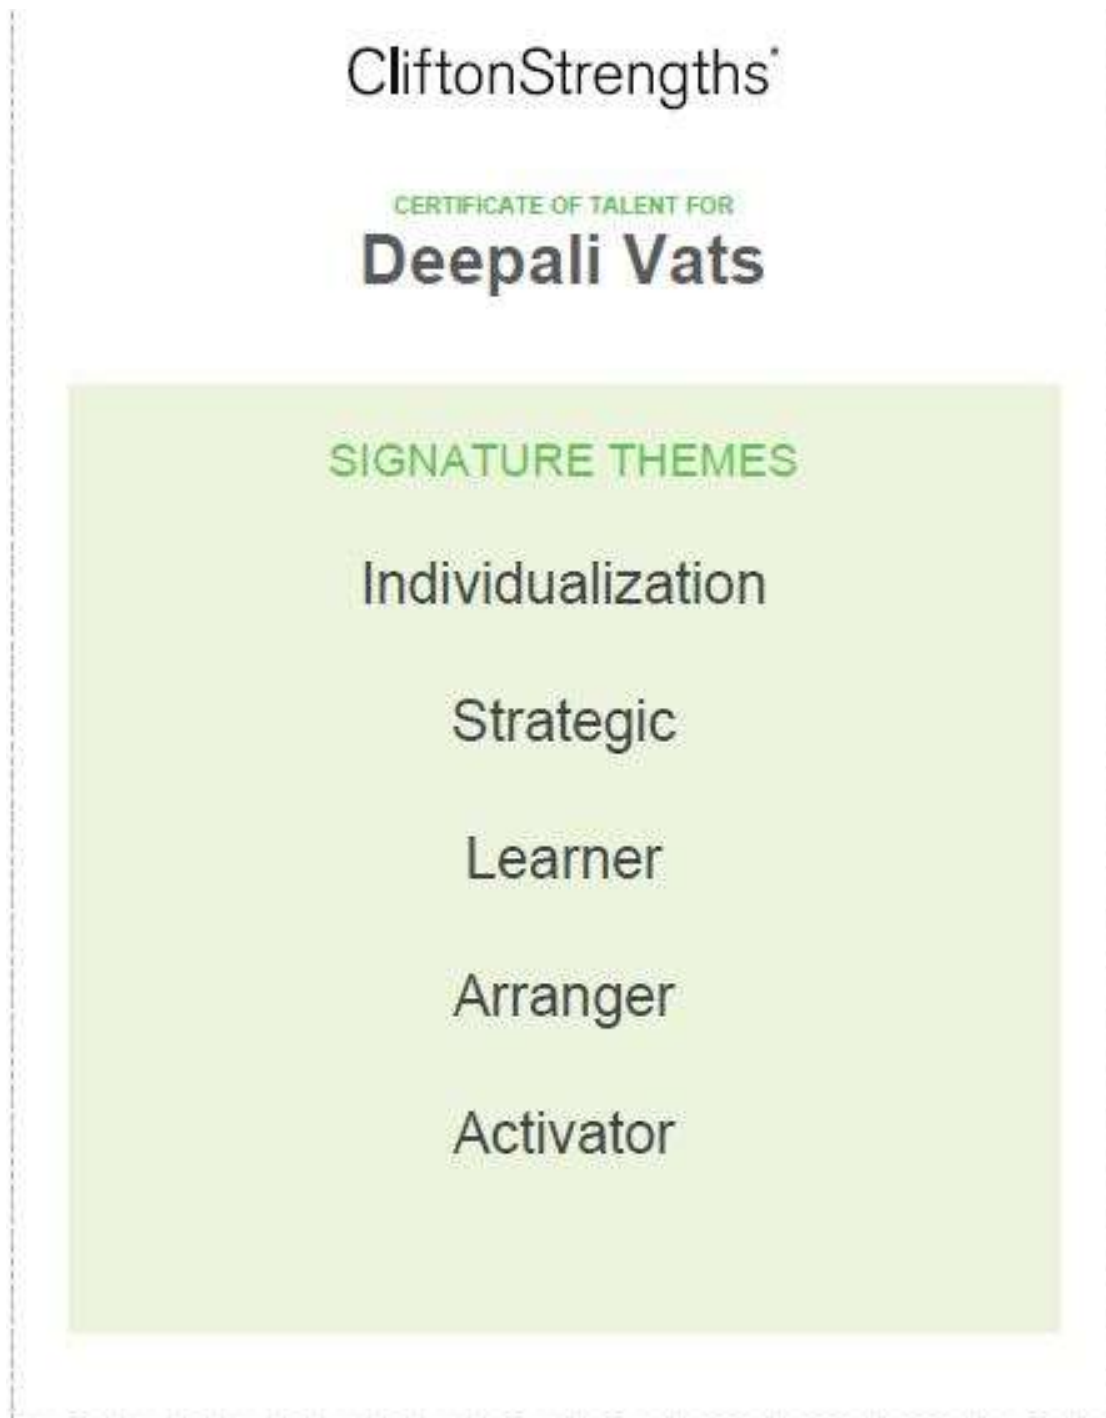 CliftonStrengths
CERTIFICATE OF TALENT FOR
Deepali Vats
SIGNATURE THEMES
Individualization
Strategic
Learner
Arranger
Activator